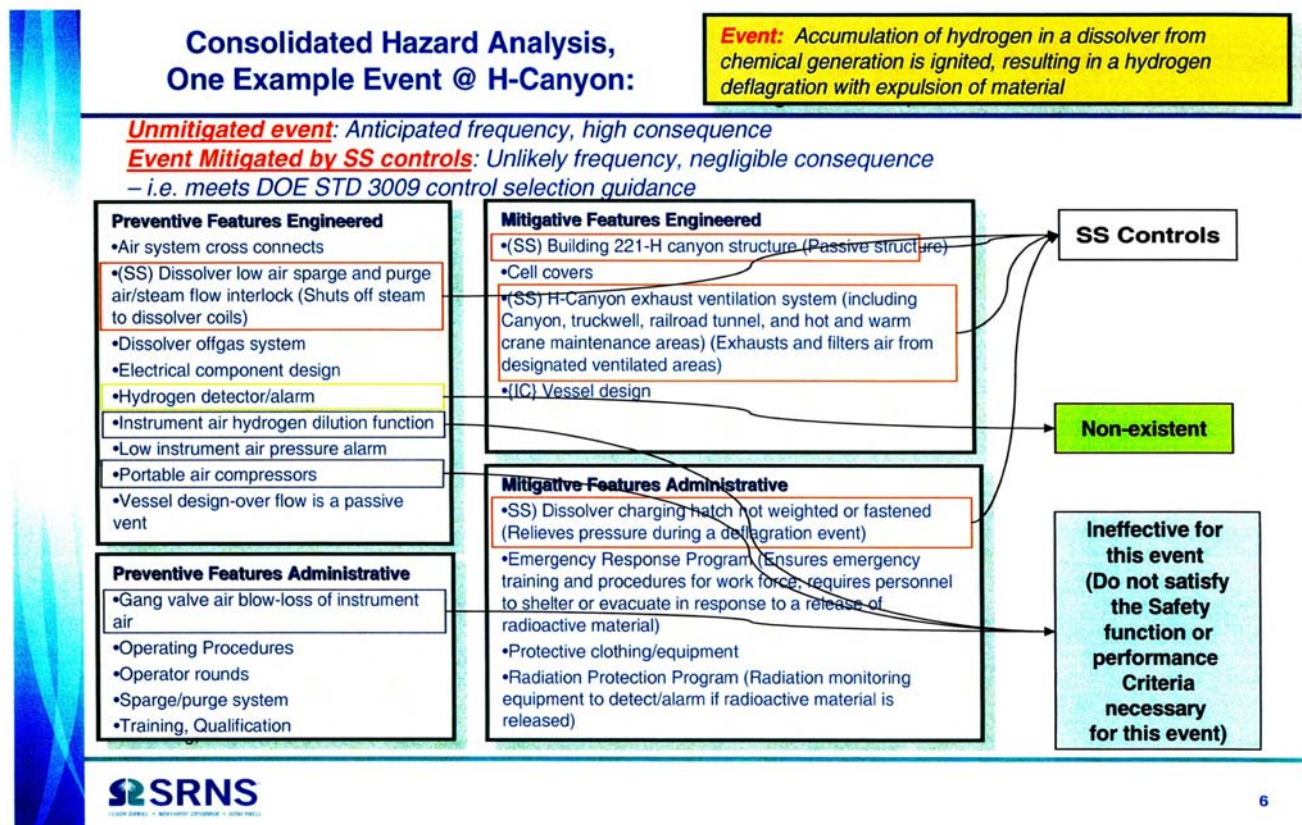 Consolidated Hazard Analysis,
One Example Event @ H-Canyon:
Event: Accumulation of hydrogen in a dissolver from
chemical generation is ignited, resulting in a hydrogen
deflagration with expulsion of material
Unmitigated event: Anticipated frequency, high consequence
Event Mitigated by SS controls: Unlikely frequency, negligible consequence
– i.e. meets DOE STD 3009 control selection guidance
Preventive Features Engineered
•Air system cross connects
•(SS) Dissolver low air sparge and purge
air/steam flow interlock (Shuts off steam
to dissolver coils)
•Dissolver offgas system
•Electrical component design
•Hydrogen detector/alarm
•Instrument air hydrogen dilution function
•Low instrument air pressure alarm
•Portable air compressors
•Vessel design-over flow is a passive
vent
Preventive Features Administrative
•Gang valve air blow-loss of instrument
air
•Operating Procedures
•Operator rounds
•Sparge/purge system
•Training, Qualification
Mitigative Features Engineered
•(SS) Building 221-H canyon structure (Passive structure)
•Cell covers
•(SS) H-Canyon exhaust ventilation system (including
Canyon, truckwell, railroad tunnel, and hot and warm
crane maintenance areas) (Exhausts and filters air from
designated ventilated areas)
•{IC} Vessel design
Mitigative Features Administrative
•SS) Dissolver charging hatch not weighted or fastened
(Relieves pressure during a deflagration event)
•Emergency Response Program (Ensures emergency
training and procedures for work force, requires personnel
to shelter or evacuate in response to a release of
radioactive material)
•Protective clothing/equipment
•Radiation Protection Program (Radiation monitoring
equipment to detect/alarm if radioactive material is
released)
SS Controls
Non-existent
Ineffective for
this event
(Do not satisfy
the Safety
function or
performance
Criteria
necessary
for this event)
SRNS
6